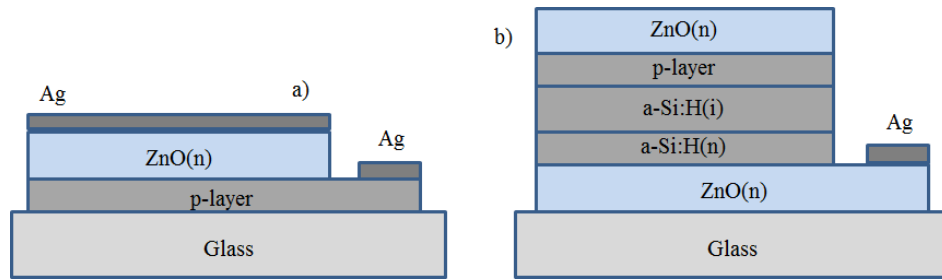 a)
Ag
Ag
ZnO(n)
p-layer
Glass
b)
ZnO(n)
p-layer
a-Si:H(i)
a-Si:H(n)
Ag
ZnO(n)
Glass